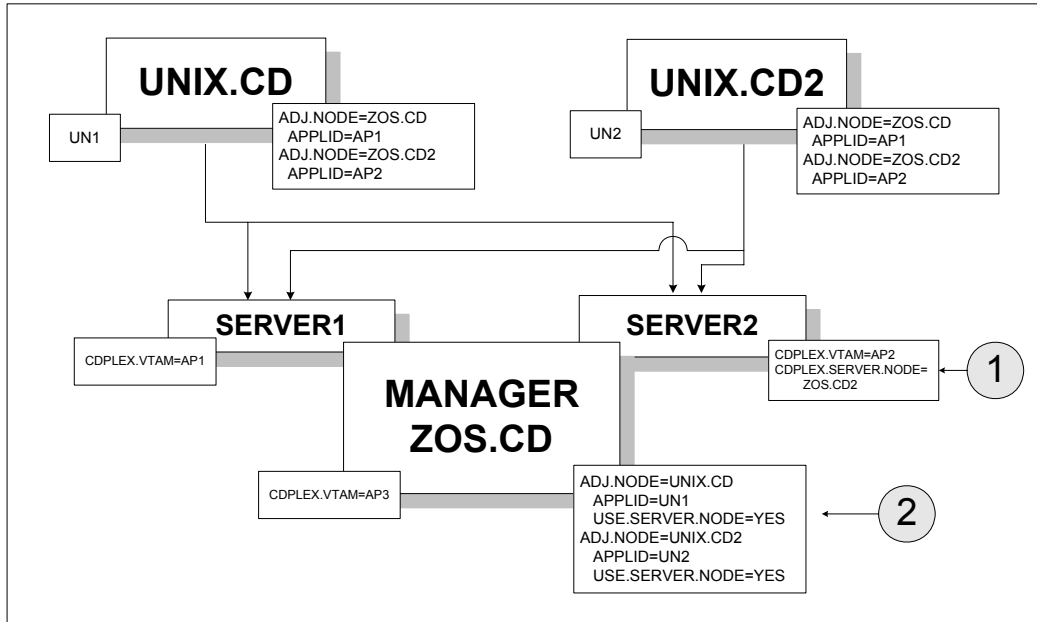 UNIX.CD
UNIX.CD2
UN1
ADJ.NODE=ZOS.CD
APPLID=AP1
ADJ.NODE=ZOS.CD2
APPLID=AP2
UN2
ADJ.NODE=ZOS.CD
APPLID=AP1
ADJ.NODE=ZOS.CD2
APPLID=AP2
SERVER1
SERVER2
CDPLEX.VTAM=AP1
CDPLEX.VTAM=AP2
CDPLEX.SERVER.NODE=
ZOS.CD2
1
MANAGER
ZOS.CD
CDPLEX.VTAM=AP3
ADJ.NODE=UNIX.CD
APPLID=UN1
USE.SERVER.NODE=YES
ADJ.NODE=UNIX.CD2
APPLID=UN2
USE.SERVER.NODE=YES
2